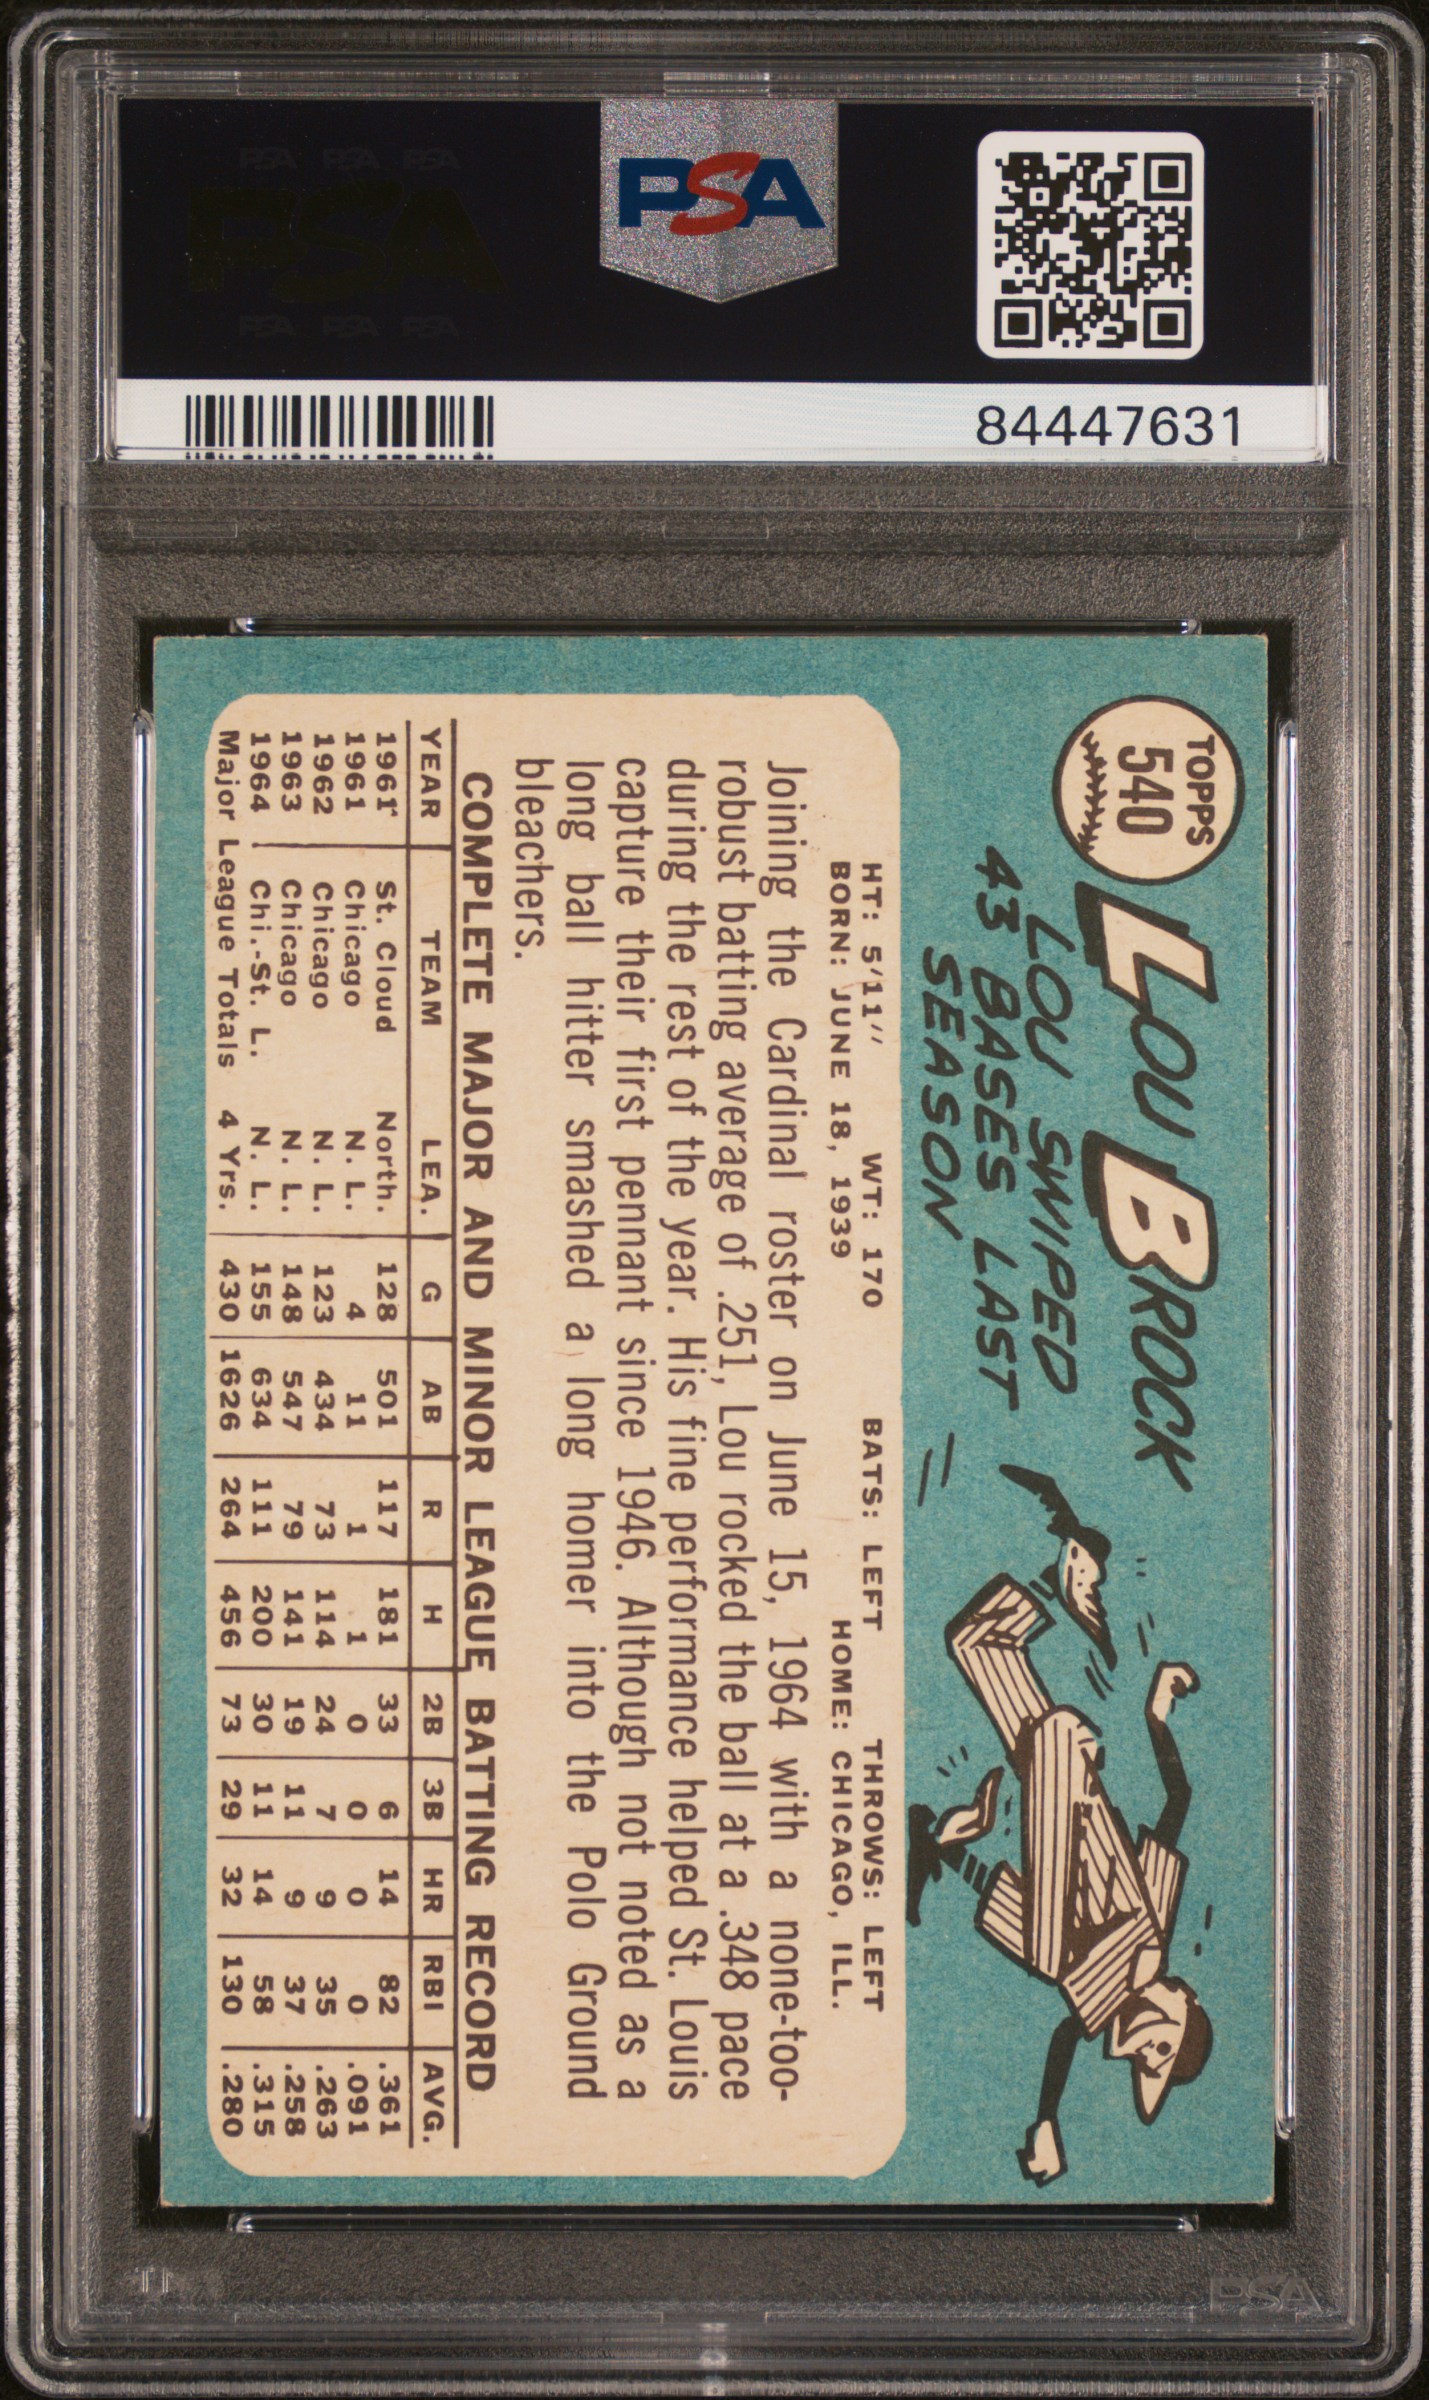 PSA PSA PSA
PSA
PSA PSA PSA
PSA
84447631
TOPPS
540
LOU BROCK
LOU SWIPED
43 BASES LAST
SEASON
HT: 5'11" WT: 170 BATS: LEFT THROWS: LEFT
BORN: JUNE 18, 1939 HOME: CHICAGO, ILL.
Joining the Cardinal roster on June 15, 1964 with a none-too-
robust batting average of .251, Lou rocked the ball at a .348 pace
during the rest of the year. His fine performance helped St. Louis
capture their first pennant since 1946. Although not noted as a
long ball hitter smashed a long homer into the Polo Ground
bleachers.
COMPLETE MAJOR AND MINOR LEAGUE BATTING RECORD
YEAR TEAM LEA. G AB R H 2B 3B HR RBI AVG.
1961 St. Cloud North. 128 501 117 181 33 6 14 82 .361
1961 Chicago N. L. 4 11 1 1 0 0 0 0 .091
1962 Chicago N. L. 123 434 73 114 24 7 9 35 .263
1963 Chicago N. L. 148 547 79 141 19 11 9 37 .258
1964 Chi.-St. L. N. L. 155 634 111 200 30 11 14 58 .315
Major League Totals 4 Yrs. 430 1626 264 456 73 29 32 130 .280
PSA